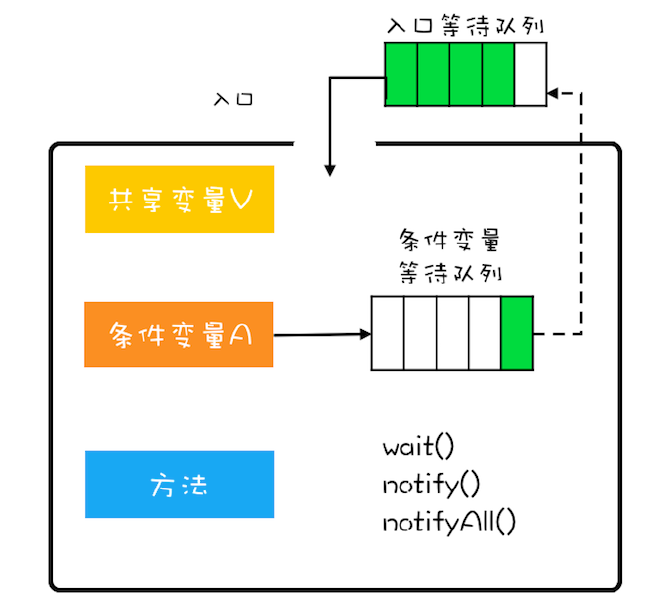 入口等待队列
入口
共享变量V
条件变量
等待队列
条件变量A
wait()
方法
notify()
notifyAll()